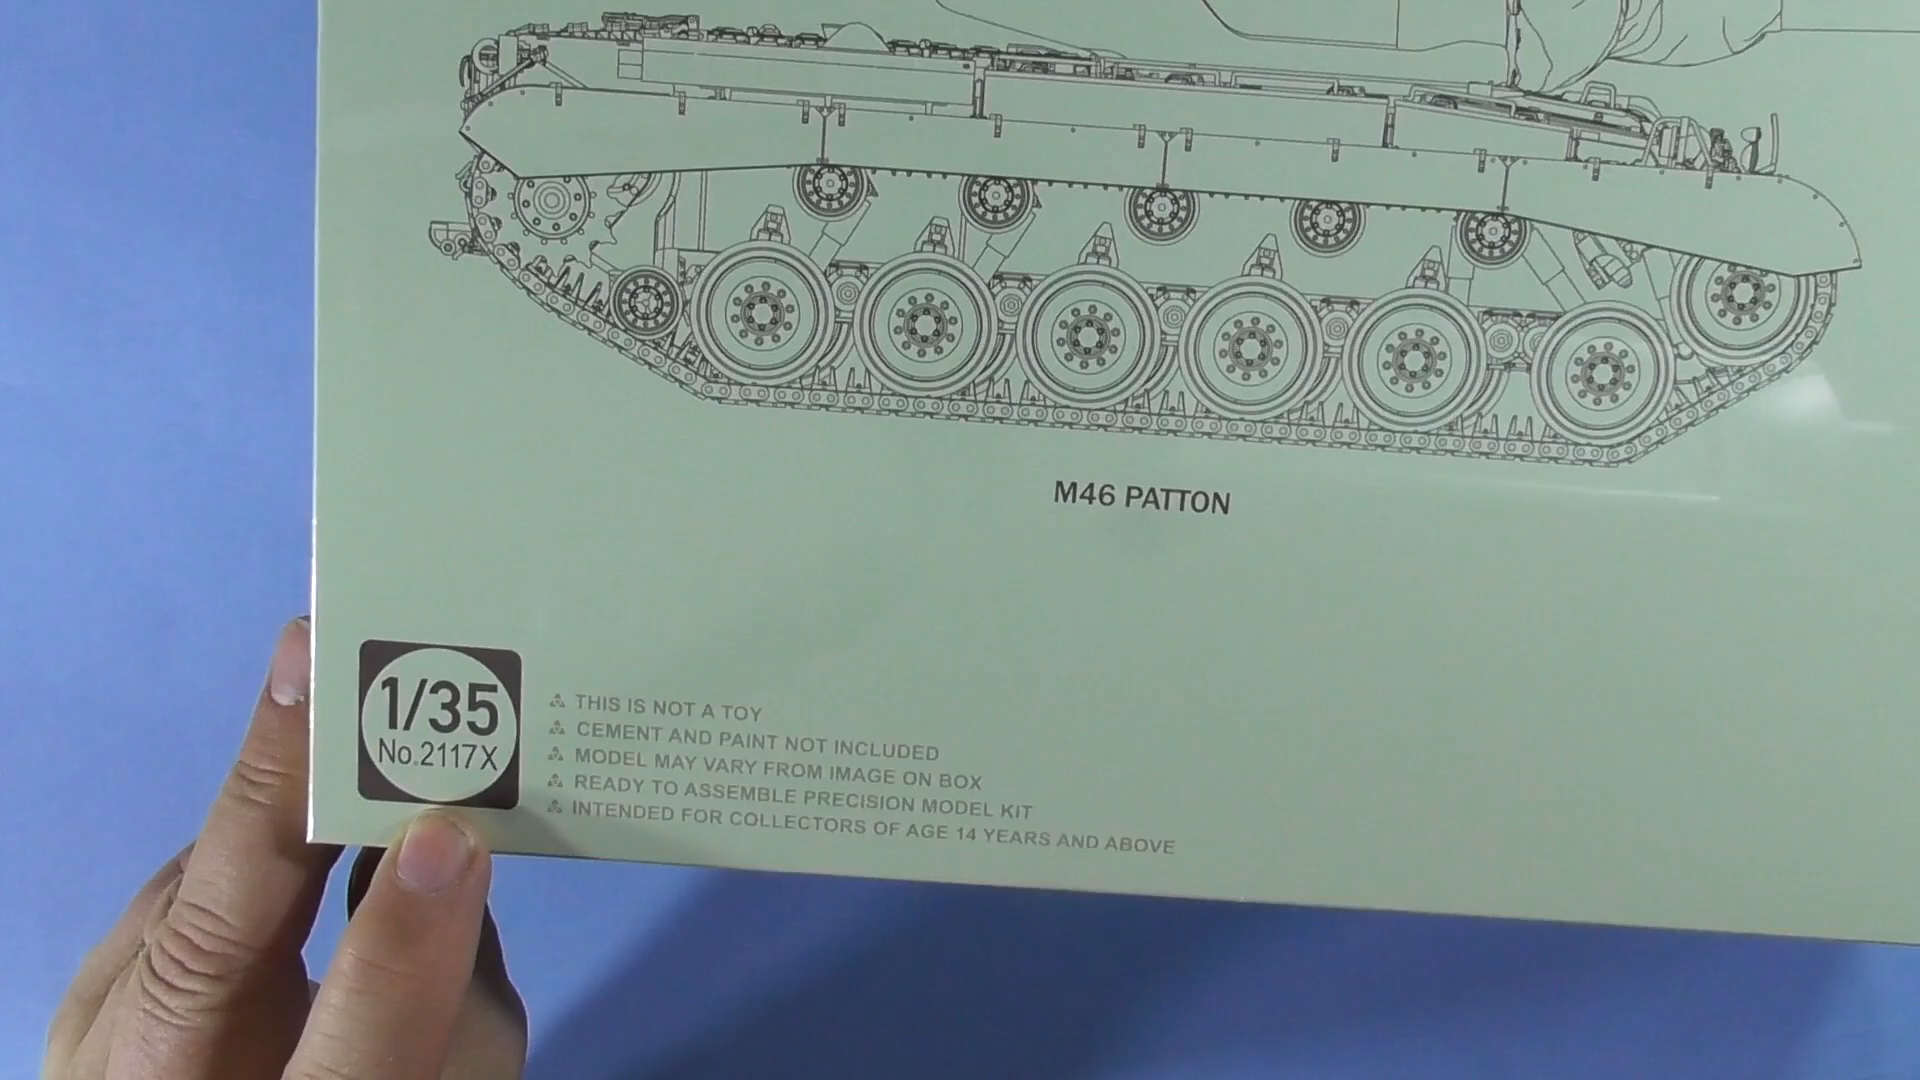 M46 PATTON
1/35
No.2117X
THIS IS NOT A TOY
CEMENT AND PAINT NOT INCLUDED
MODEL MAY VARY FROM IMAGE ON BOX
READY TO ASSEMBLE PRECISION MODEL KIT
INTENDED FOR COLLECTORS OF AGE 14 YEARS AND ABOVE